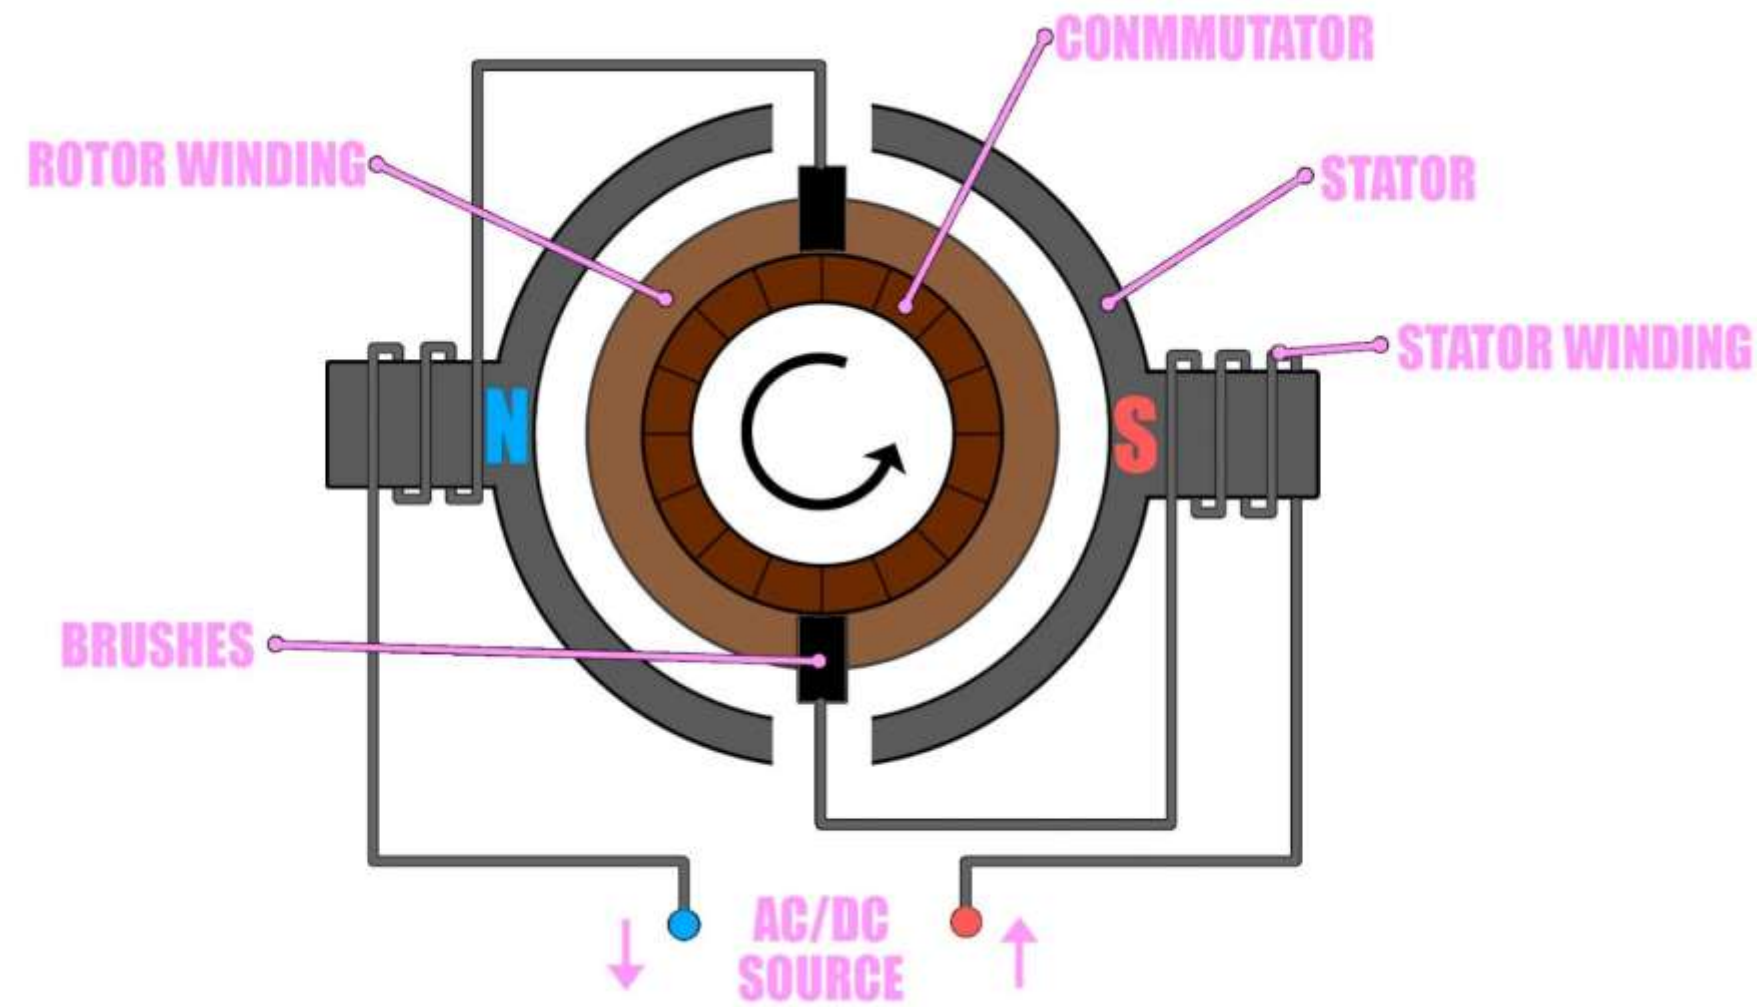 CONMMUTATOR
ROTOR WINDING
STATOR
STATOR WINDING
N
S
BRUSHES
AC/DC
SOURCE